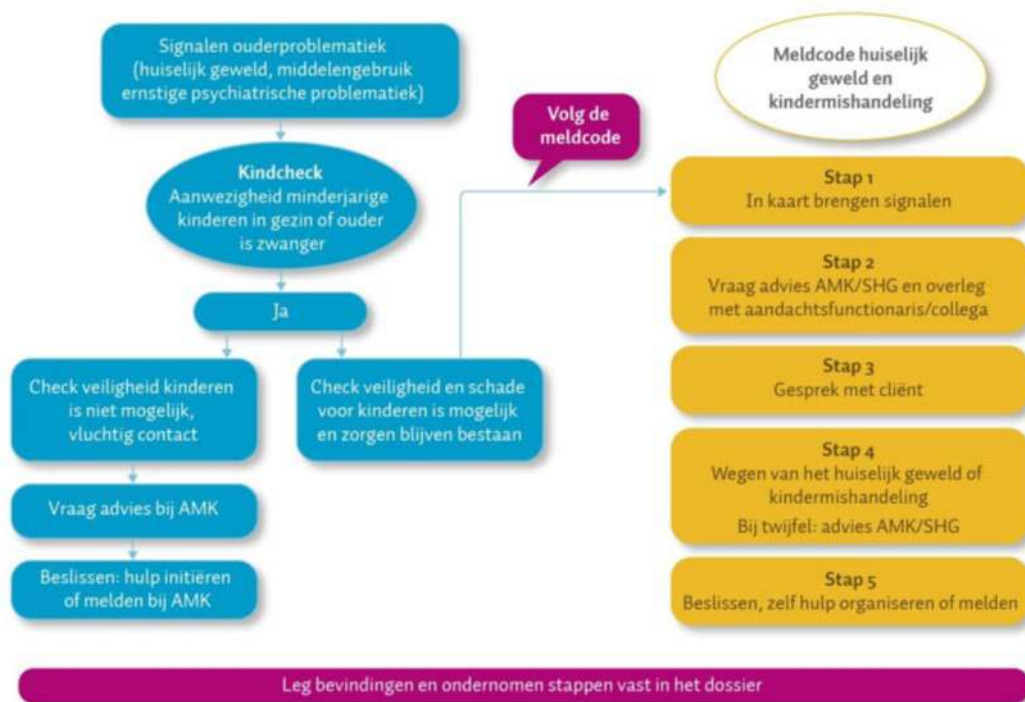 Signalen ouderproblematiek
(huiselijk geweld, middelengebruik
ernstige psychiatrische problematiek)
Kindcheck
Aanwezigheid minderjarige
kinderen in gezin of ouder
is zwanger
Ja
Check veiligheid kinderen
is niet mogelijk,
vluchtig contact
Vraag advies bij AMK
Beslissen: hulp initiëren
of melden bij AMK
Check veiligheid en schade
voor kinderen is mogelijk
en zorgen blijven bestaan
Volg de
meldcode
Meldcode huiselijk
geweld en
kindermishandeling
Stap 1
In kaart brengen signalen
Stap 2
Vraag advies AMK/SHG en overleg
met aandachtsfunctionaris/collega
Stap 3
Gesprek met cliënt
Stap 4
Wegen van het huiselijk geweld of
kindermishandeling
Bij twijfel: advies AMK/SHG
Stap 5
Beslissen, zelf hulp organiseren of melden
Leg bevindingen en ondernomen stappen vast in het dossier